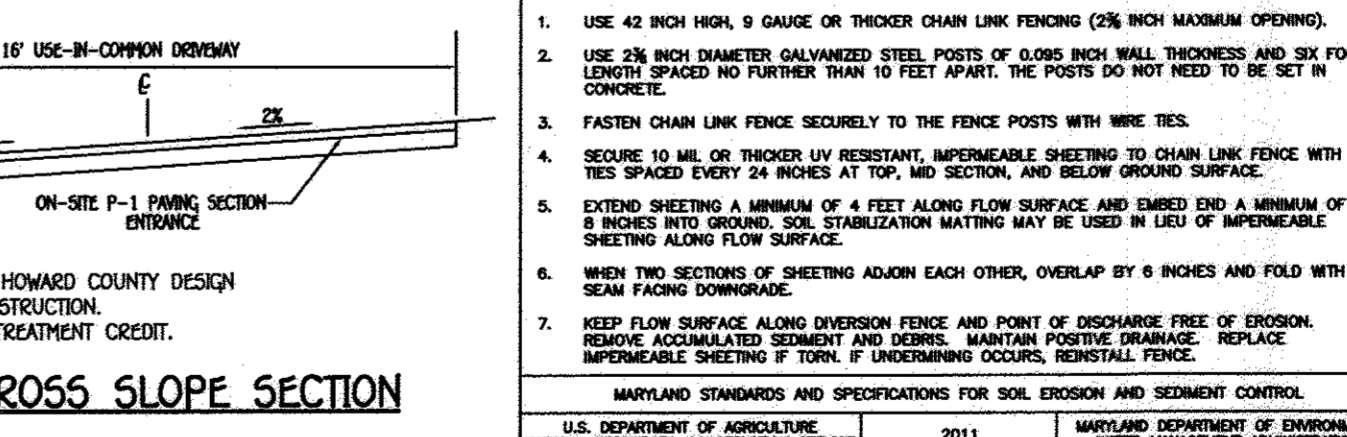 16' USE-IN-COMMON DRIVEWAY
℄
2%
ON-SITE P-1 PAVING SECTION
ENTRANCE
HOWARD COUNTY DESIGN
STRUCTION.
TREATMENT CREDIT.
ROSS SLOPE SECTION
1. USE 42 INCH HIGH, 9 GAUGE OR THICKER CHAIN LINK FENCING (2⅜ INCH MAXIMUM OPENING).
2. USE 2⅜ INCH DIAMETER GALVANIZED STEEL POSTS OF 0.095 INCH WALL THICKNESS AND SIX FO
LENGTH SPACED NO FURTHER THAN 10 FEET APART. THE POSTS DO NOT NEED TO BE SET IN
CONCRETE.
3. FASTEN CHAIN LINK FENCE SECURELY TO THE FENCE POSTS WITH WIRE TIES.
4. SECURE 10 MIL OR THICKER UV RESISTANT, IMPERMEABLE SHEETING TO CHAIN LINK FENCE WITH
TIES SPACED EVERY 24 INCHES AT TOP, MID SECTION, AND BELOW GROUND SURFACE.
5. EXTEND SHEETING A MINIMUM OF 4 FEET ALONG FLOW SURFACE AND EMBED END A MINIMUM OF
8 INCHES INTO GROUND. SOIL STABILIZATION MATTING MAY BE USED IN LIEU OF IMPERMEABLE
SHEETING ALONG FLOW SURFACE.
6. WHEN TWO SECTIONS OF SHEETING ADJOIN EACH OTHER, OVERLAP BY 6 INCHES AND FOLD WITH
SEAM FACING DOWNGRADE.
7. KEEP FLOW SURFACE ALONG DIVERSION FENCE AND POINT OF DISCHARGE FREE OF EROSION.
REMOVE ACCUMULATED SEDIMENT AND DEBRIS. MAINTAIN POSITIVE DRAINAGE. REPLACE
IMPERMEABLE SHEETING IF TORN. IF UNDERMINING OCCURS, REINSTALL FENCE.
MARYLAND STANDARDS AND SPECIFICATIONS FOR SOIL EROSION AND SEDIMENT CONTROL
U.S. DEPARTMENT OF AGRICULTURE
2011
MARYLAND DEPARTMENT OF ENVIRONM